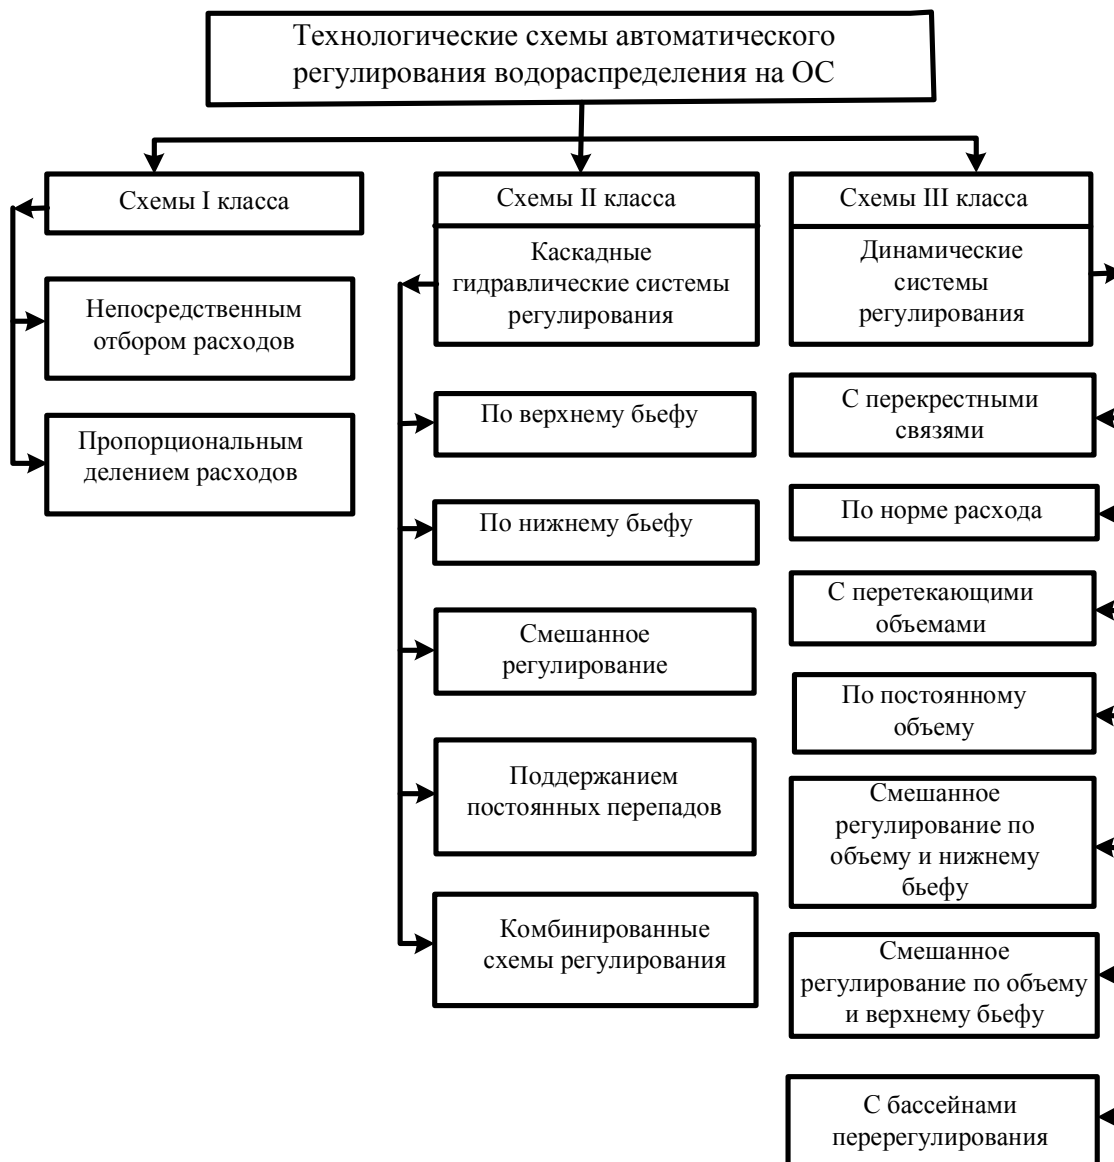 Технологические схемы автоматического
регулирования водораспределения на ОС
Схемы I класса
Непосредственным
отбором расходов
Пропорциональным
делением расходов
Схемы II класса
Каскадные
гидравлические системы
регулирования
По верхнему бьефу
По нижнему бьефу
Смешанное
регулирование
Поддержанием
постоянных перепадов
Комбинированные
схемы регулирования
Схемы III класса
Динамические
системы
регулирования
С перекрестными
связями
По норме расхода
С перетекающими
объемами
По постоянному
объему
Смешанное
регулирование по
объему и нижнему
бьефу
Смешанное
регулирование по объему
и верхнему бьефу
С бассейнами
перерегулирования